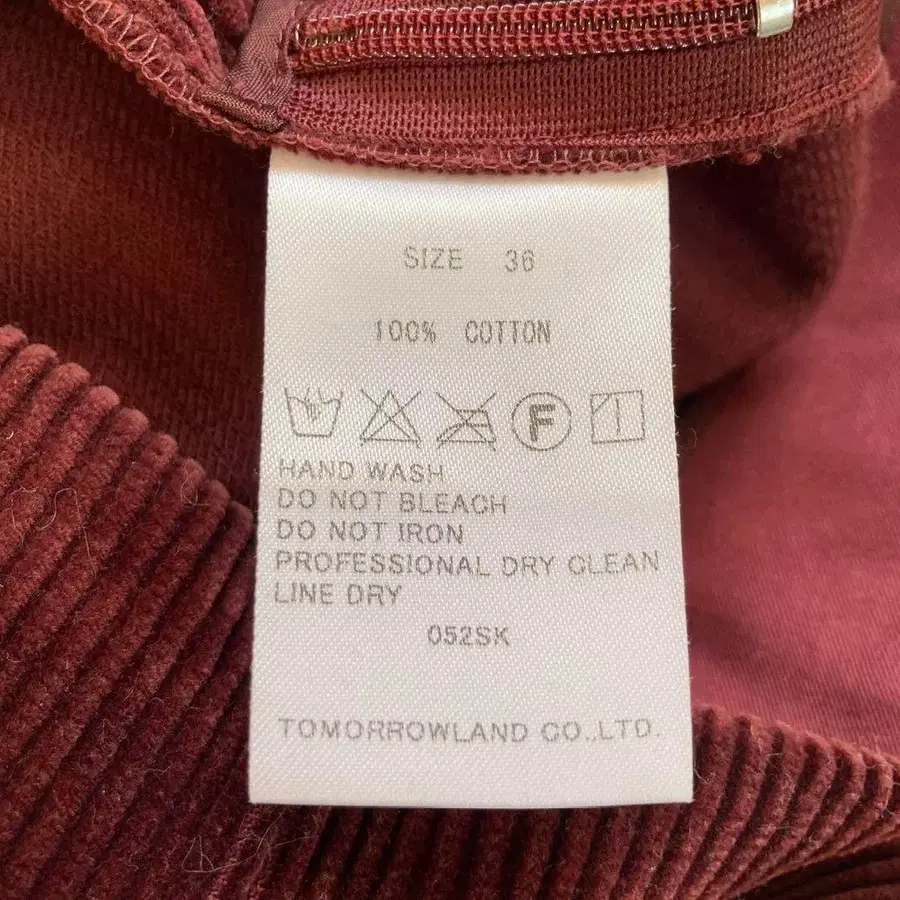 SIZE 36
100% COTTON
F
HAND WASH
DO NOT BLEACH
DO NOT IRON
PROFESSIONAL DRY CLEAN
LINE DRY
052SK
TOMORROWLAND CO.,LTD.